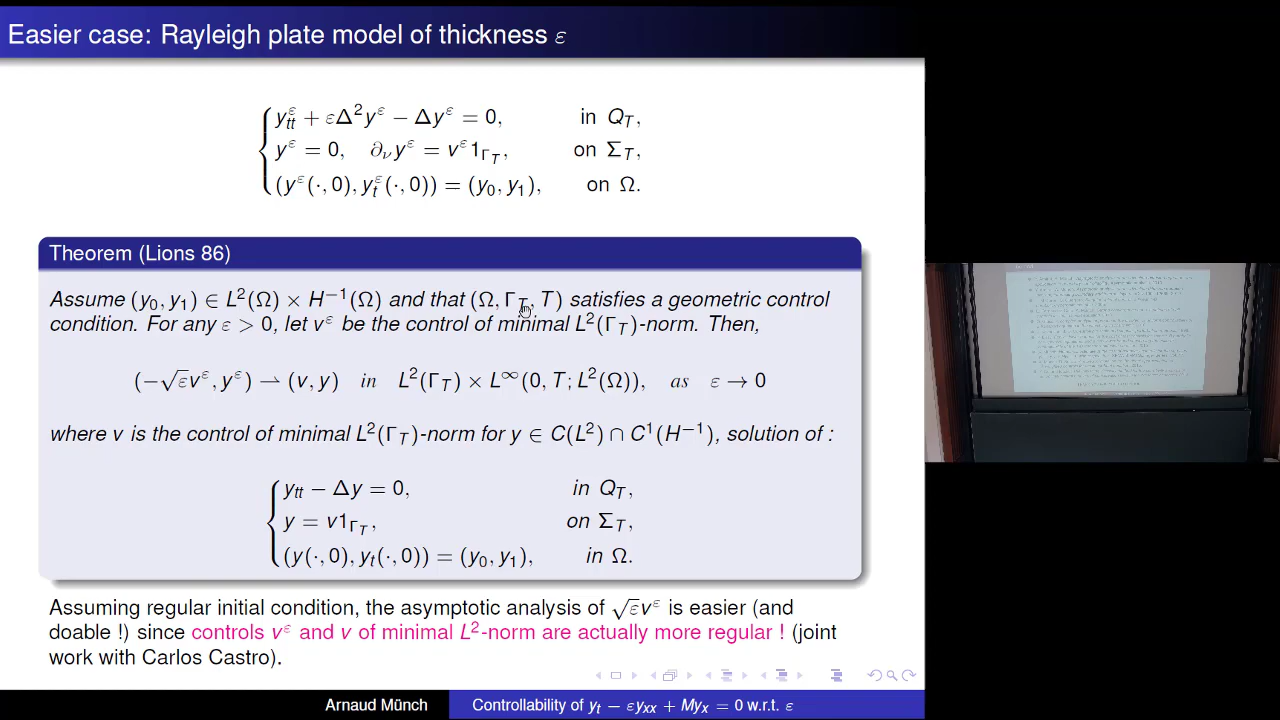 Easier case: Rayleigh plate model of thickness ε
y^ε_tt + εΔ²y^ε − Δy^ε = 0, in Q_T,
y^ε = 0, ∂_ν y^ε = v^ε 1_Γ_T, on Σ_T,
(y^ε(·, 0), y^ε_t(·, 0)) = (y_0, y_1), on Ω.
Theorem (Lions 86)
Assume (y_0, y_1) ∈ L²(Ω) × H⁻¹(Ω) and that (Ω, Γ_T, T) satisfies a geometric control
condition. For any ε > 0, let v^ε be the control of minimal L²(Γ_T)-norm. Then,
(−√ε v^ε, y^ε) ⇀ (v, y) in L²(Γ_T) × L^∞(0, T; L²(Ω)), as ε → 0
where v is the control of minimal L²(Γ_T)-norm for y ∈ C(L²) ∩ C¹(H⁻¹), solution of :
y_tt − Δy = 0, in Q_T,
y = v1_Γ_T, on Σ_T,
(y(·, 0), y_t(·, 0)) = (y_0, y_1), in Ω.
Assuming regular initial condition, the asymptotic analysis of √ε v^ε is easier (and
doable !) since controls v^ε and v of minimal L²-norm are actually more regular ! (joint
work with Carlos Castro).
Arnaud Münch Controllability of y_t − εy_xx + My_x = 0 w.r.t. ε